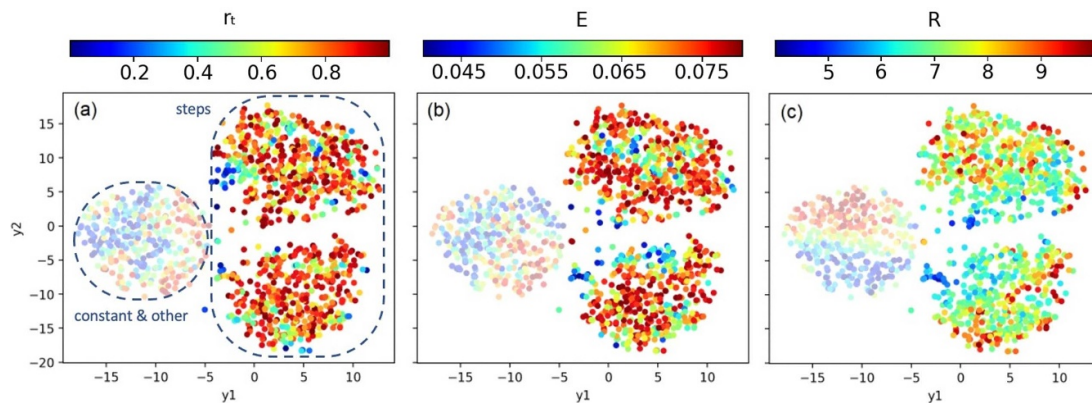 rt E R
0.2 0.4 0.6 0.8 0.045 0.055 0.065 0.075 5 6 7 8 9
(a) steps (b) (c)
15
10
5
y2 0
−5
−10
constant & other
−15
−20
−15 −10 −5 0 5 10 −15 −10 −5 0 5 10 −15 −10 −5 0 5 10
y1 y1 y1